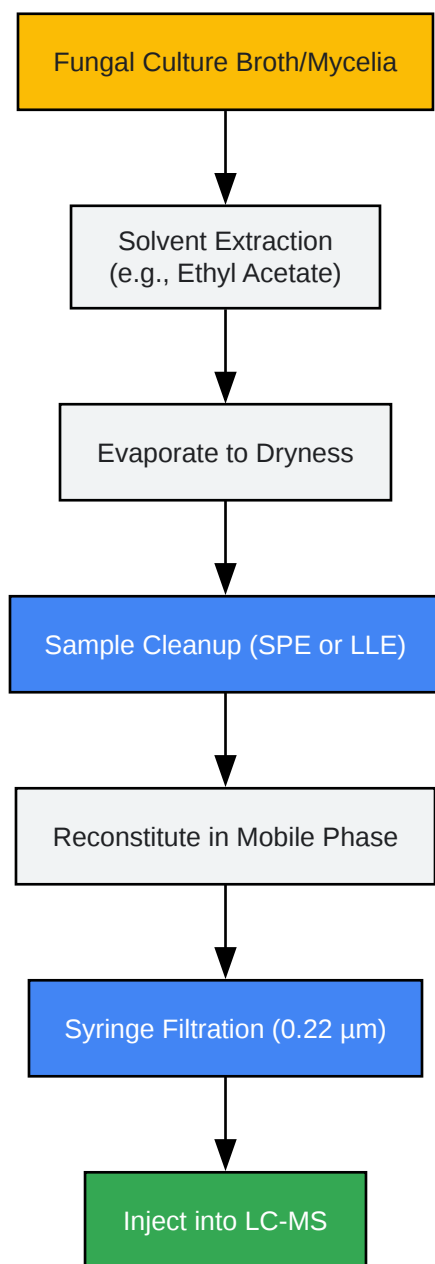 Fungal Culture Broth/Mycelia
Solvent Extraction
(e.g., Ethyl Acetate)
Evaporate to Dryness
Sample Cleanup (SPE or LLE)
Reconstitute in Mobile Phase
Syringe Filtration (0.22 µm)
Inject into LC-MS